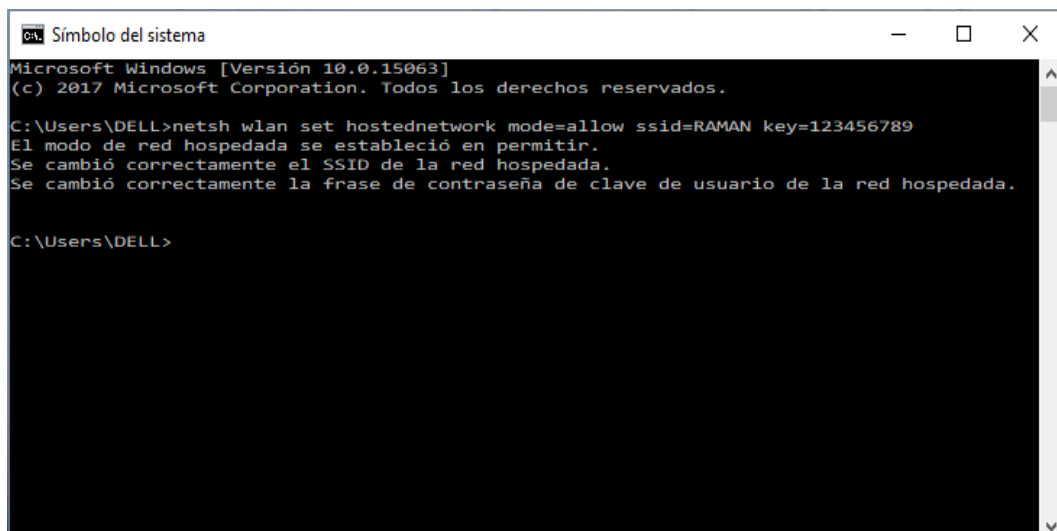 Símbolo del sistema
Microsoft Windows [Versión 10.0.15063]
(c) 2017 Microsoft Corporation. Todos los derechos reservados.
C:\Users\DELL>netsh wlan set hostednetwork mode=allow ssid=RAMAN key=123456789
El modo de red hospedada se estableció en permitir.
Se cambió correctamente el SSID de la red hospedada.
Se cambió correctamente la frase de contraseña de clave de usuario de la red hospedada.
C:\Users\DELL>